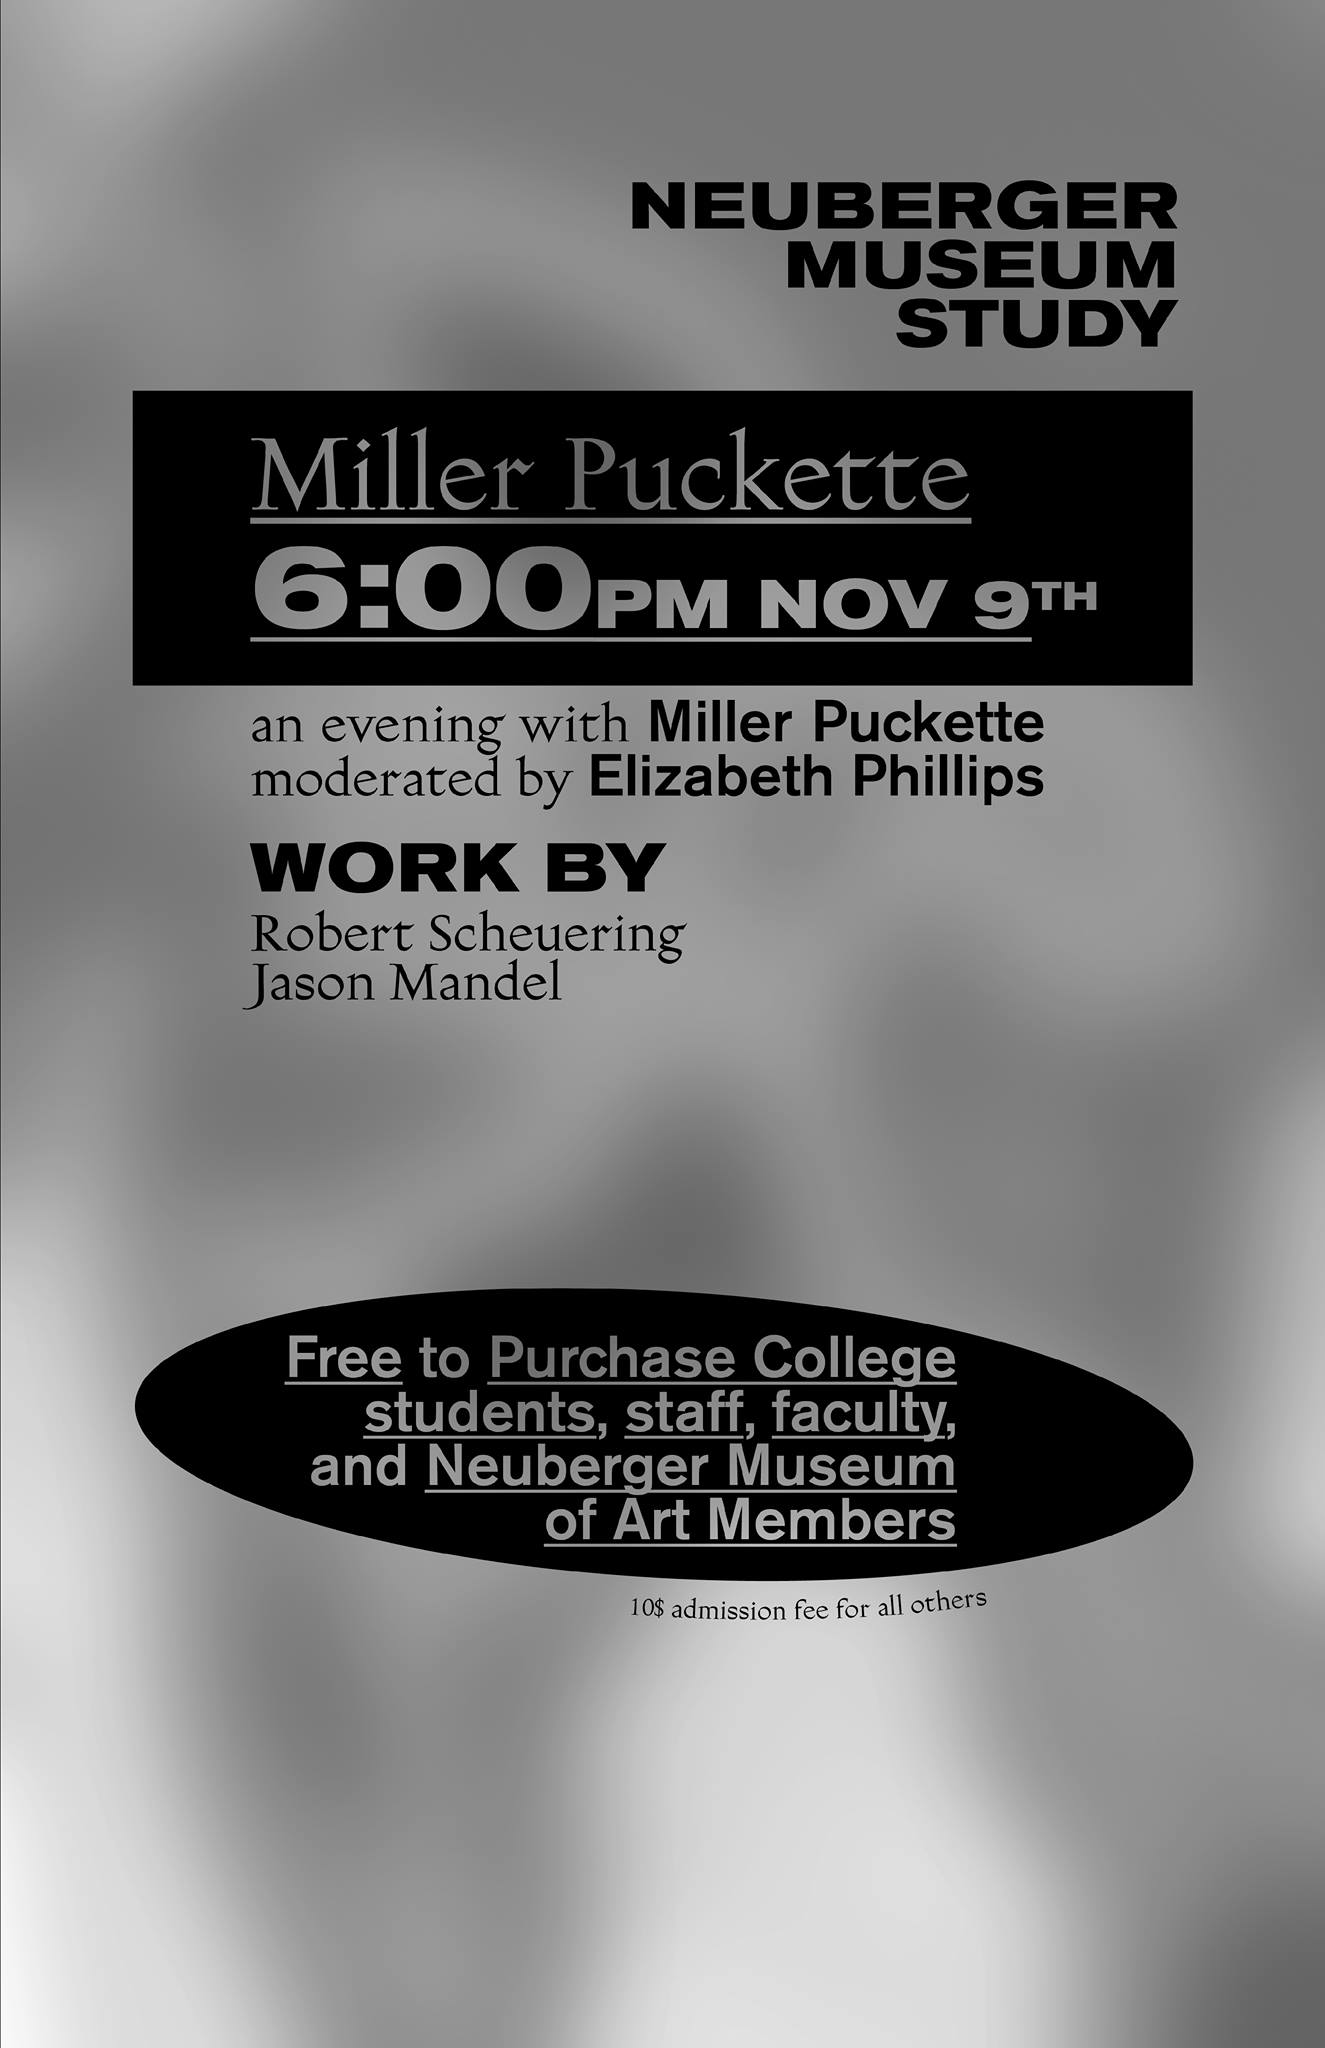 NEUBERGER
MUSEUM
STUDY
Miller Puckette
6:00PM NOV 9TH
an evening with Miller Puckette
moderated by Elizabeth Phillips
WORK BY
Robert Scheuering
Jason Mandel
Free to Purchase College
students, staff, faculty,
and Neuberger Museum
of Art Members
10$ admission fee for all others